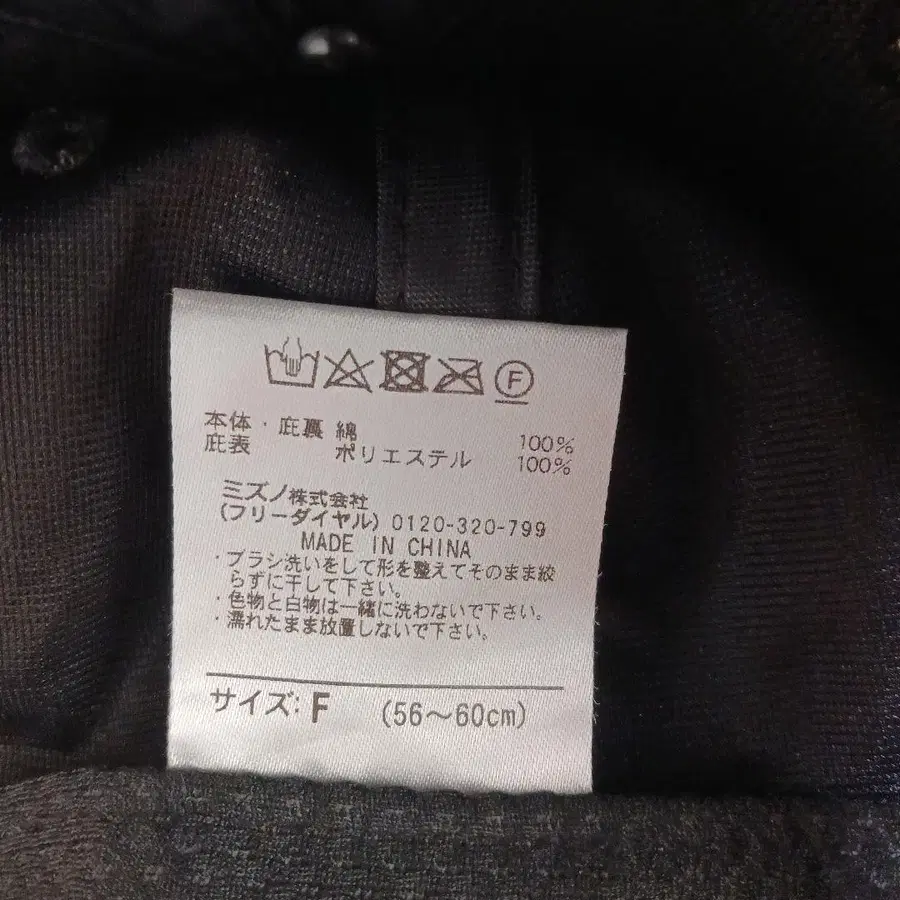 F
本体・庇裏 綿 100%
庇表 ポリエステル 100%
ミズノ株式会社
(フリーダイヤル) 0120-320-799
MADE IN CHINA
・ブラシ洗いをして形を整えてそのまま絞
らずに干して下さい。
・色物と白物は一緒に洗わないで下さい。
・濡れたまま放置しないで下さい。
サイズ: F (56～60cm)